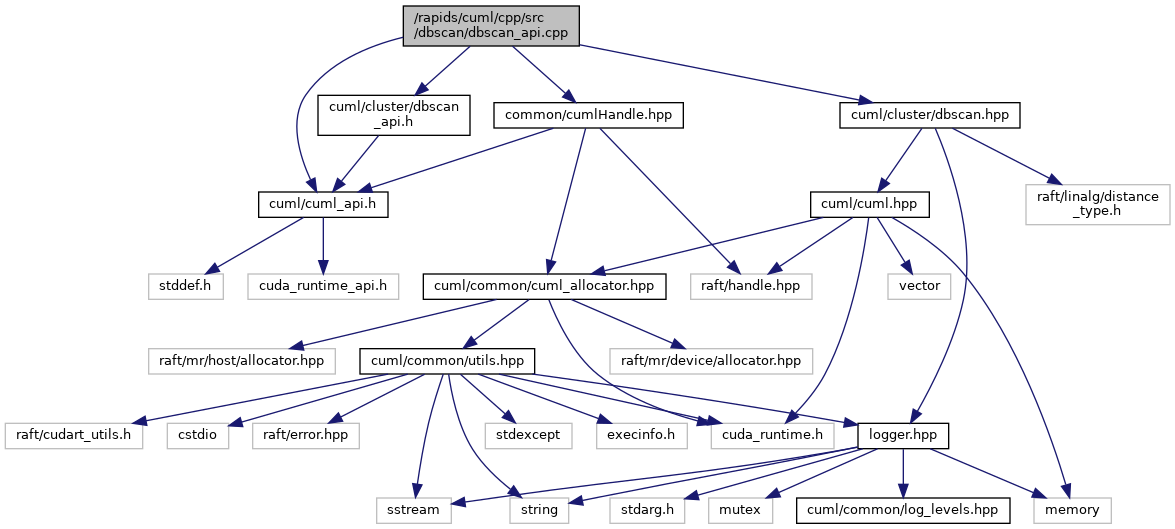 /rapids/cuml/cpp/src
/dbscan/dbscan_api.cpp
cuml/cluster/dbscan
_api.h
common/cumlHandle.hpp
cuml/cluster/dbscan.hpp
cuml/cuml_api.h
cuml/cuml.hpp
raft/linalg/distance
_type.h
stddef.h
cuda_runtime_api.h
cuml/common/cuml_allocator.hpp
raft/handle.hpp
vector
raft/mr/host/allocator.hpp
cuml/common/utils.hpp
raft/mr/device/allocator.hpp
raft/cudart_utils.h
cstdio
raft/error.hpp
stdexcept
execinfo.h
cuda_runtime.h
logger.hpp
sstream
string
stdarg.h
mutex
cuml/common/log_levels.hpp
memory